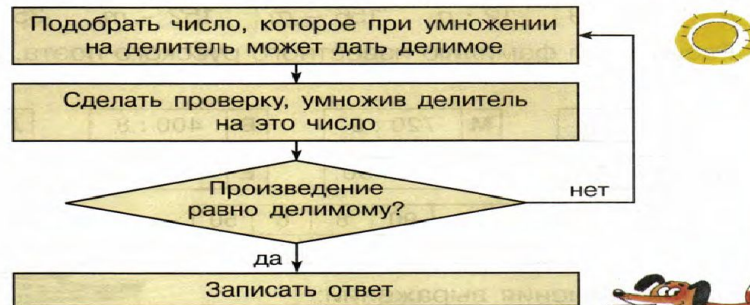 Подобрать число, которое при умножении
на делитель может дать делимое
Сделать проверку, умножив делитель
на это число
Произведение
равно делимому?
нет
да
Записать ответ